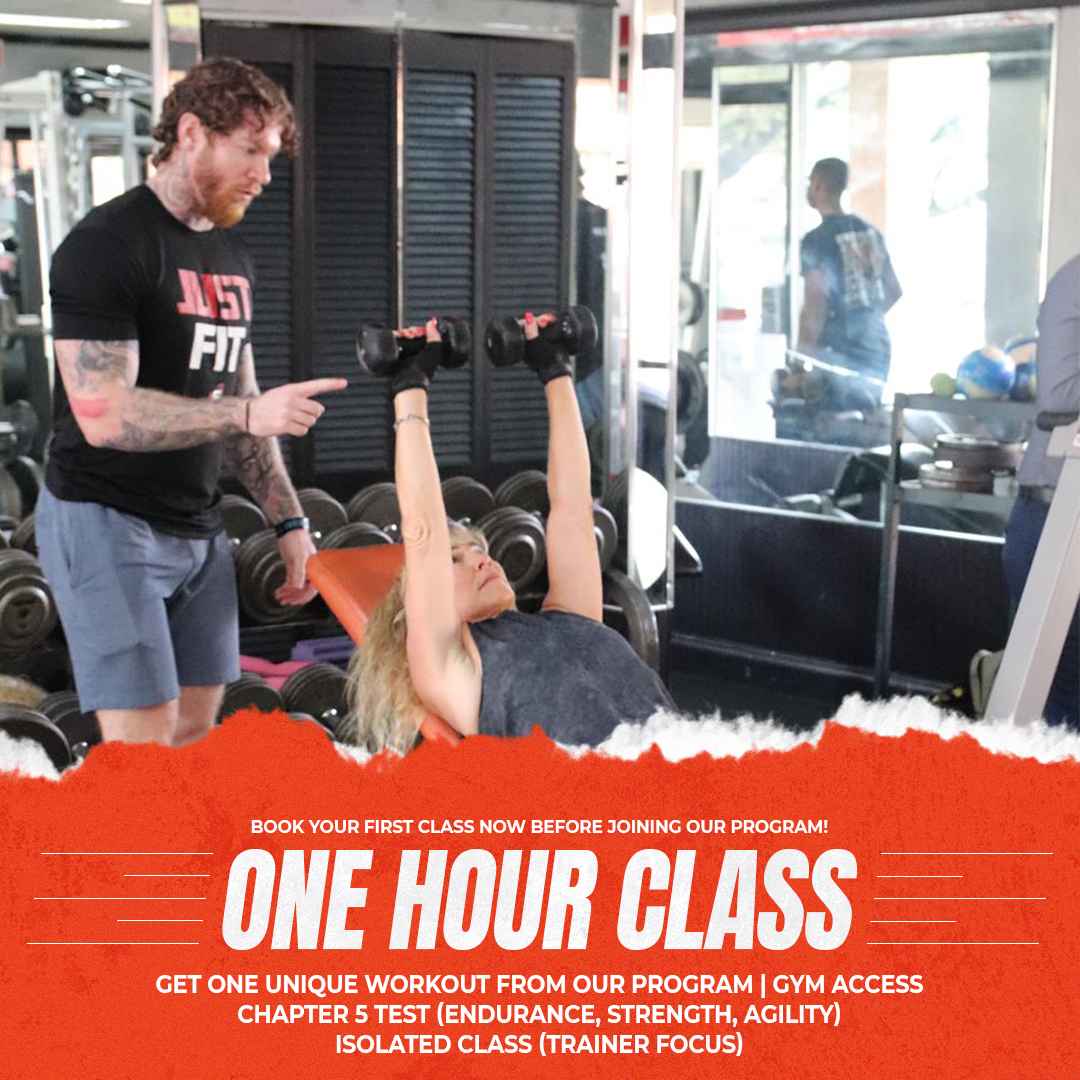 JUST
FIT
BOOK YOUR FIRST CLASS NOW BEFORE JOINING OUR PROGRAM!
ONE HOUR CLASS
GET ONE UNIQUE WORKOUT FROM OUR PROGRAM | GYM ACCESS
CHAPTER 5 TEST (ENDURANCE, STRENGTH, AGILITY)
ISOLATED CLASS (TRAINER FOCUS)